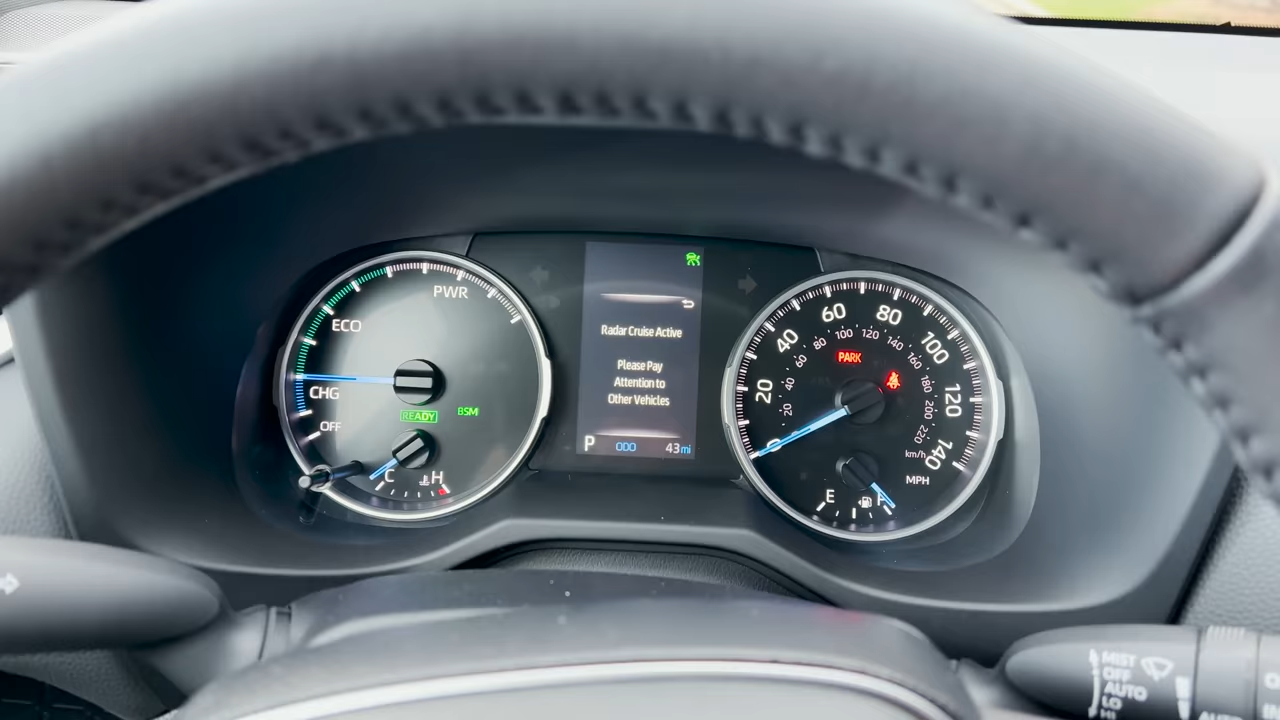 PWR
ECO
CHG
OFF
READY
BSM
C
H
Radar Cruise Active
Please Pay
Attention to
Other Vehicles
P
000
43mi
0
20
40
60
80
100
120
140
20
40
60
80
100
120
140
160
180
200
220
km/h
MPH
PARK
E
F
MIST
OFF
AUTO
LO
HI